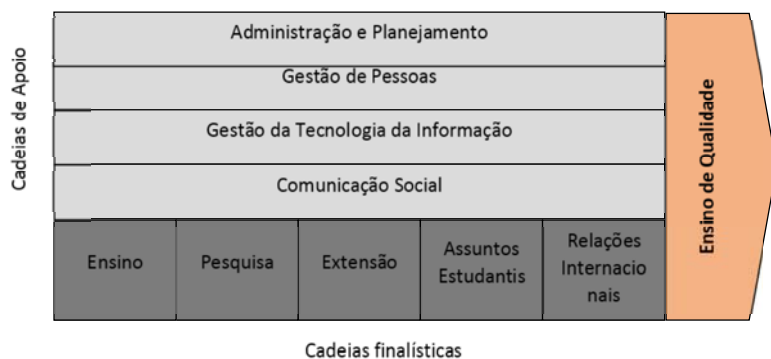 Cadeias de Apoio
Administração e Planejamento
Gestão de Pessoas
Gestão da Tecnologia da Informação
Comunicação Social
Ensino
Pesquisa
Extensão
Assuntos
Estudantis
Relações
Internacio
nais
Ensino de Qualidade
Cadeias finalísticas